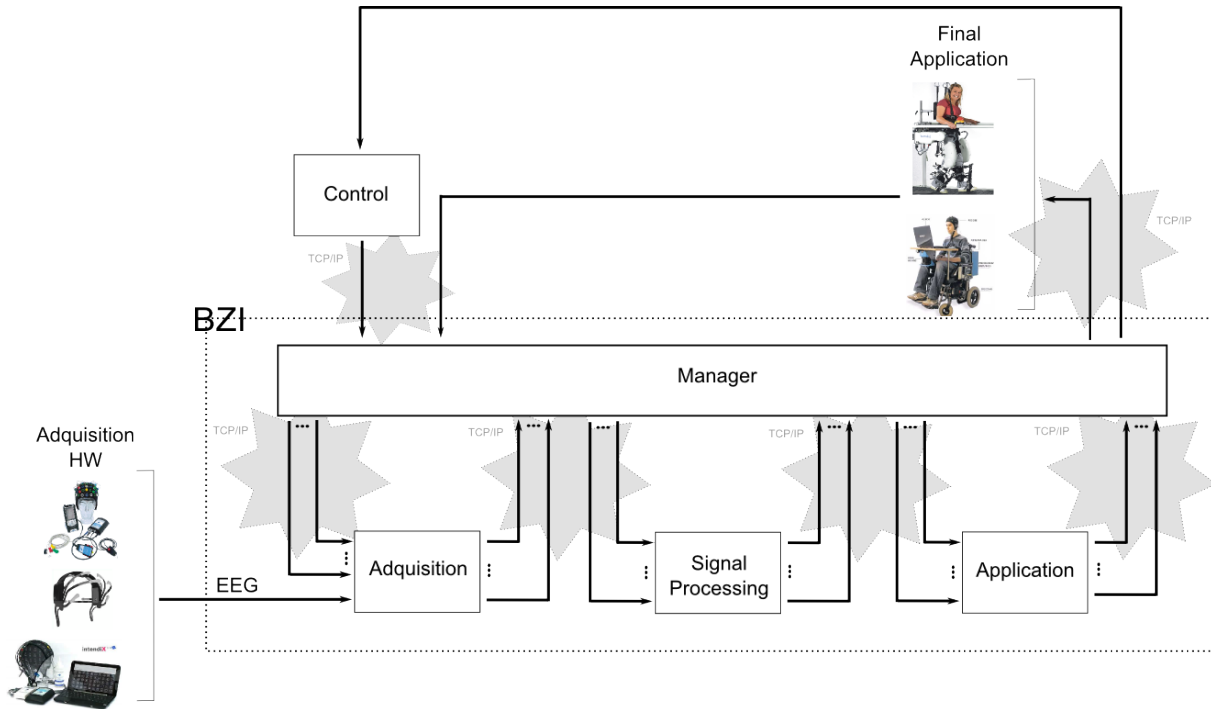 Final
Application
Control
TCP/IP
TCP/IP
BZI
Manager
TCP/IP
TCP/IP
TCP/IP
TCP/IP
Adquisition
HW
Adquisition
Signal
Processing
Application
EEG
intendiX